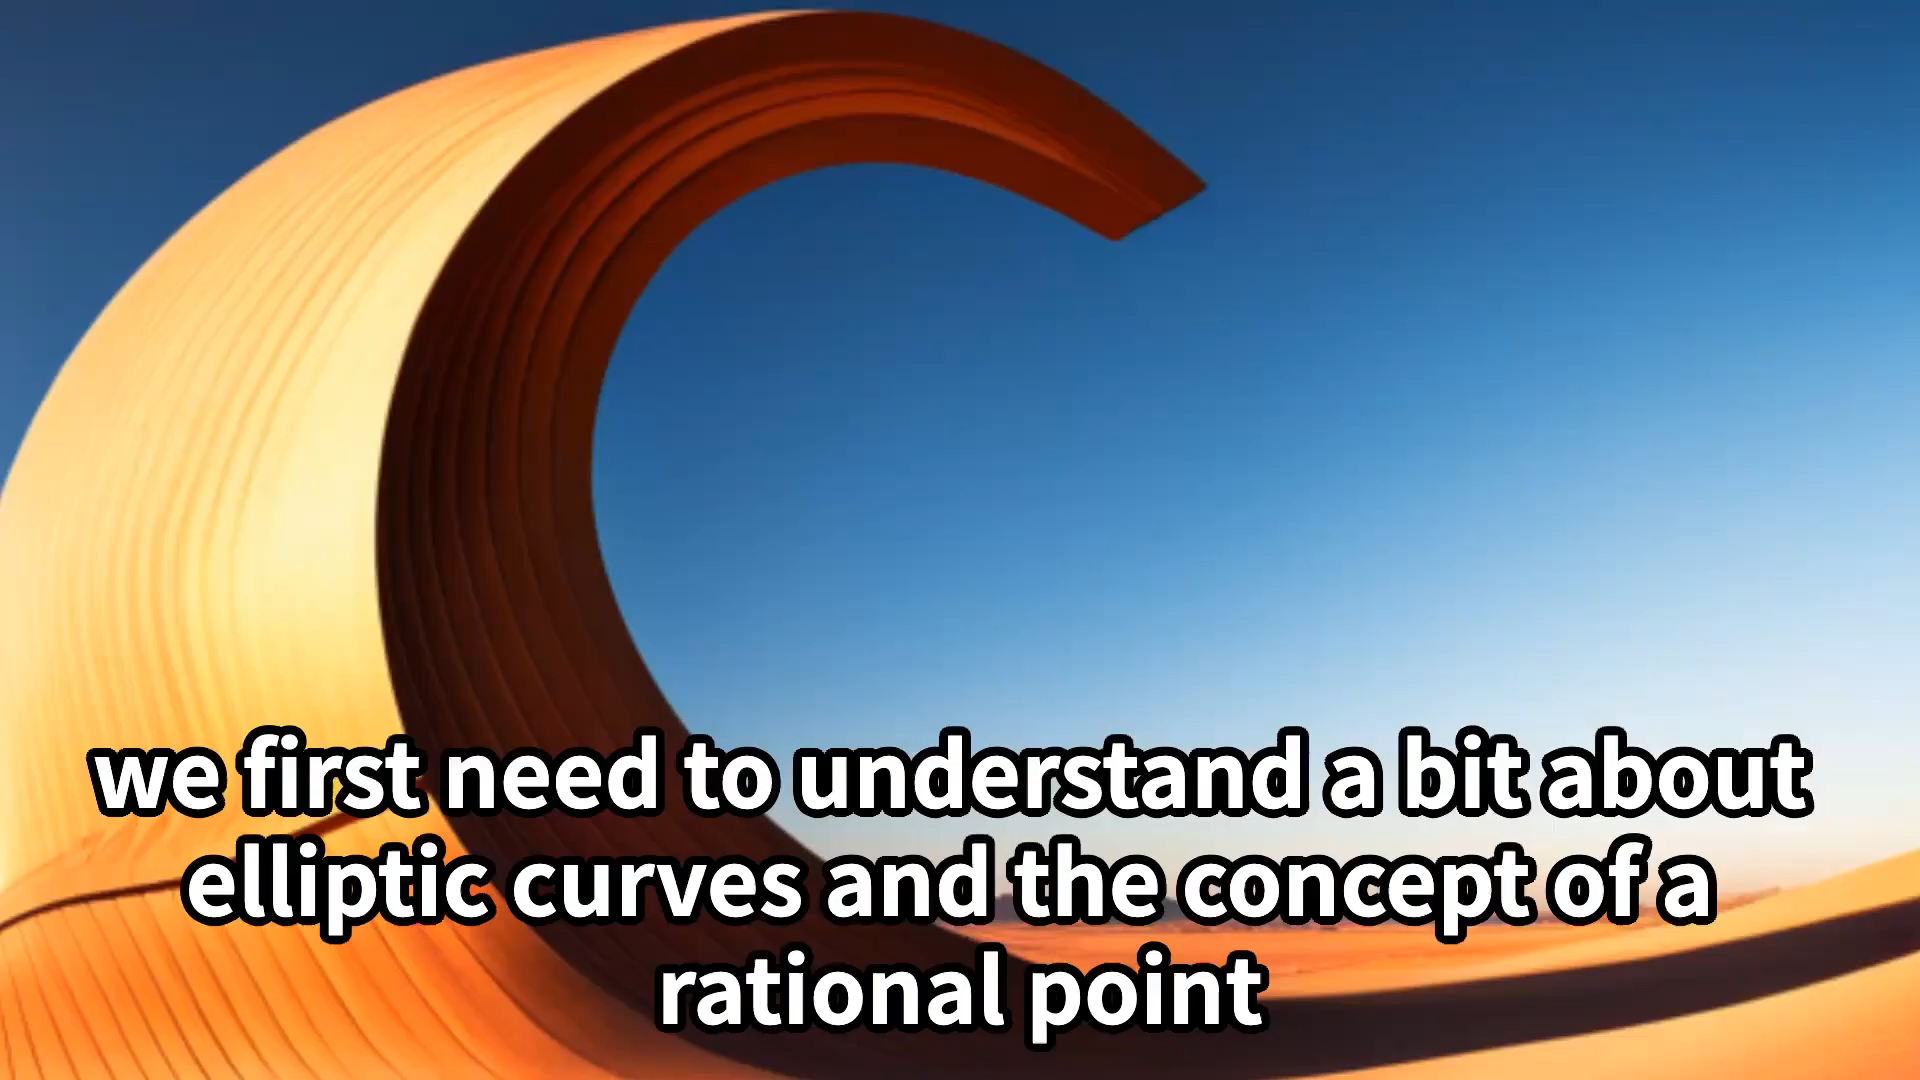 we first need to understand a bit about
elliptic curves and the concept of a
rational point